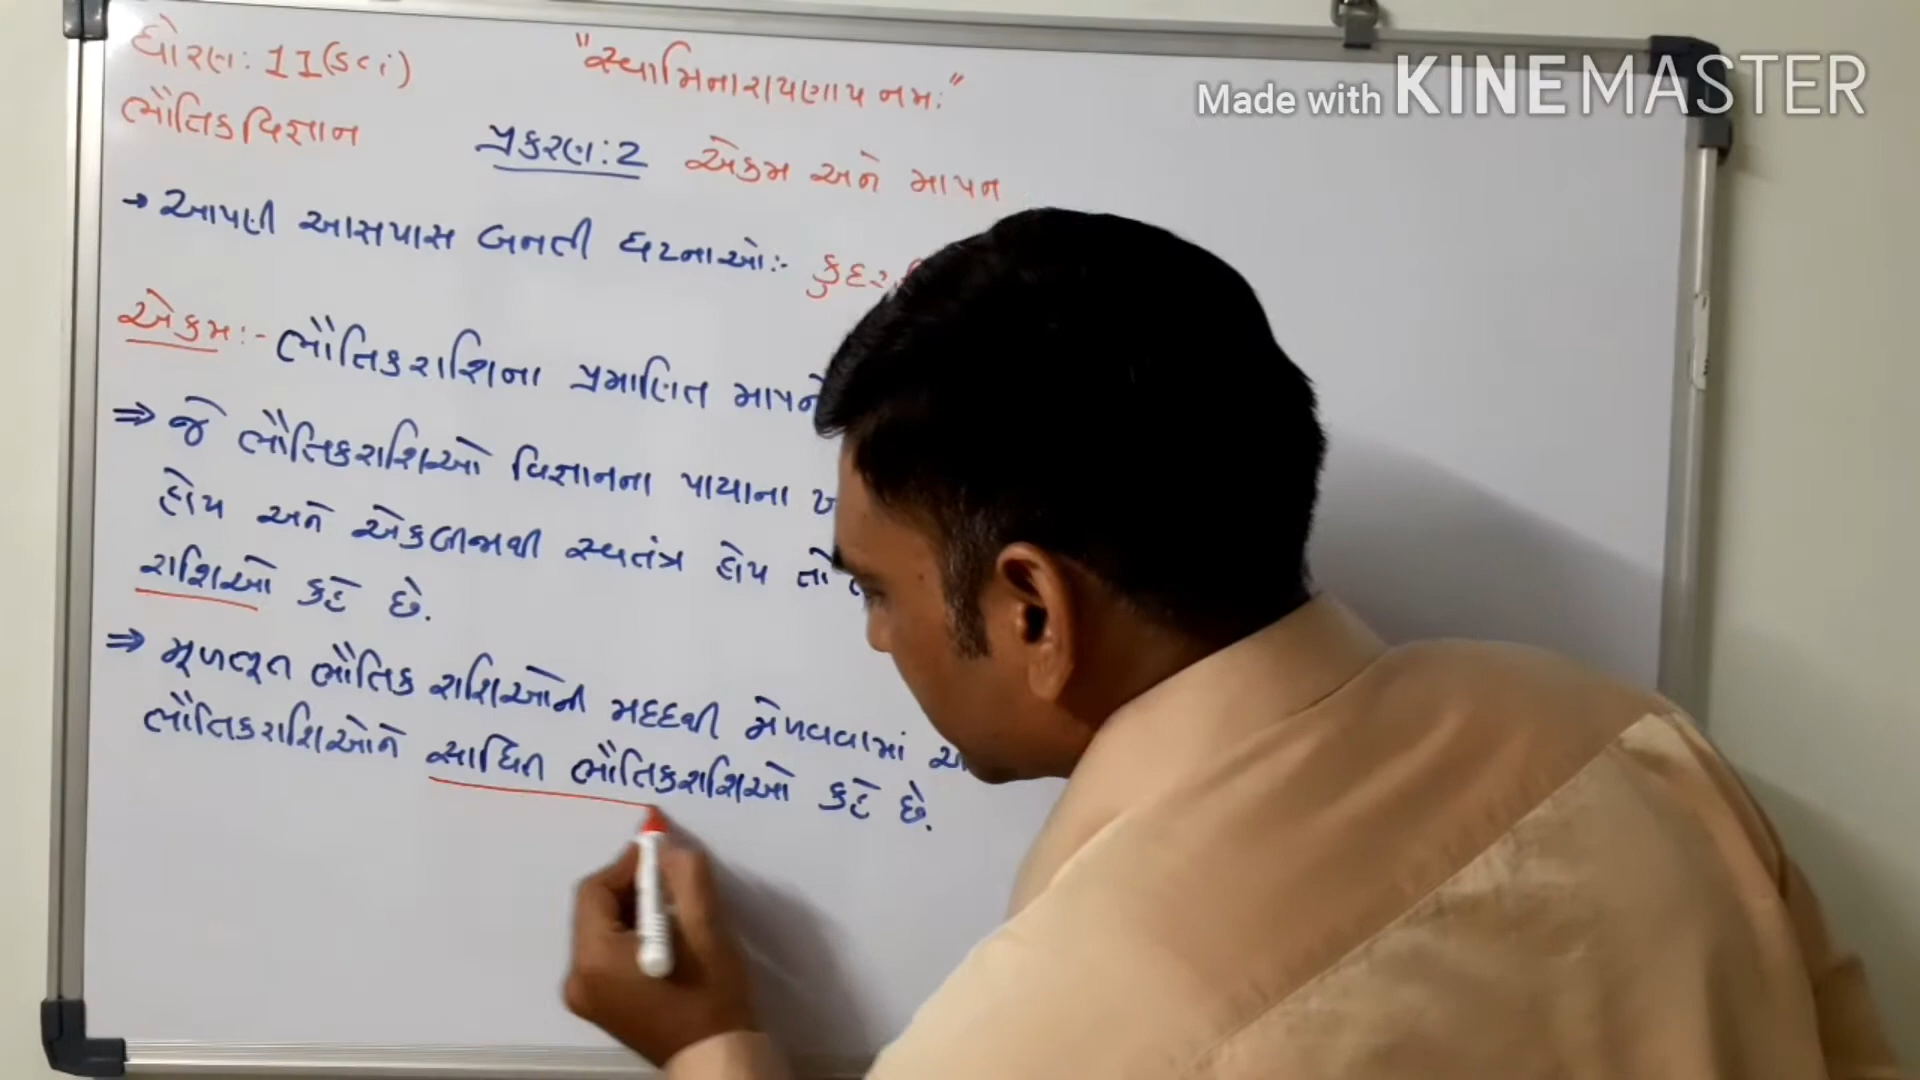 ધોરણ: 11(sci)
"સ્વામિનારાયણાય નમઃ"
Made with KINEMASTER
ભૌતિકવિજ્ઞાન
પ્રકરણ: 2 એકમ અને માપન
→ આપણી આસપાસ બનતી ઘટનાઓ:-
એકમ:- ભૌતિકરાશિના પ્રમાણિત માપને
⇒ જે ભૌતિકરાશિઓ વિજ્ઞાનના પાયાના
હોય અને એકબીજાથી સ્વતંત્ર હોય તો
રાશિઓ કહે છે.
⇒ મૂળભૂત ભૌતિક રાશિઓની મદદથી મેળવવામાં
ભૌતિકરાશિઓને સાધિત ભૌતિકરાશિઓ કહે છે.